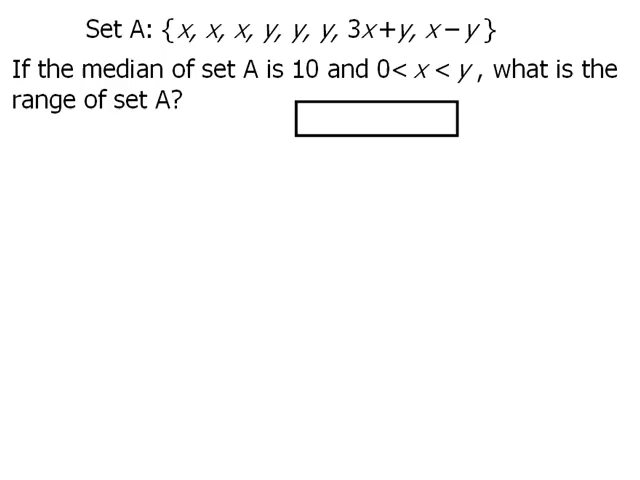 Set A: {x, x, x, y, y, y, 3x+y, x−y}
If the median of set A is 10 and 0< x < y , what is the
range of set A?